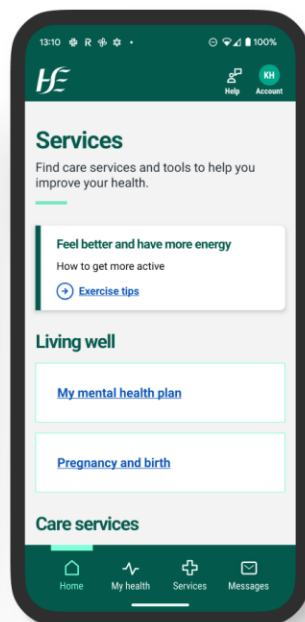 13:10 R 100%
HE
Help
KH
Account
Services
Find care services and tools to help you
improve your health.
Feel better and have more energy
How to get more active
Exercise tips
Living well
My mental health plan
Pregnancy and birth
Care services
Home
My health
Services
Messages